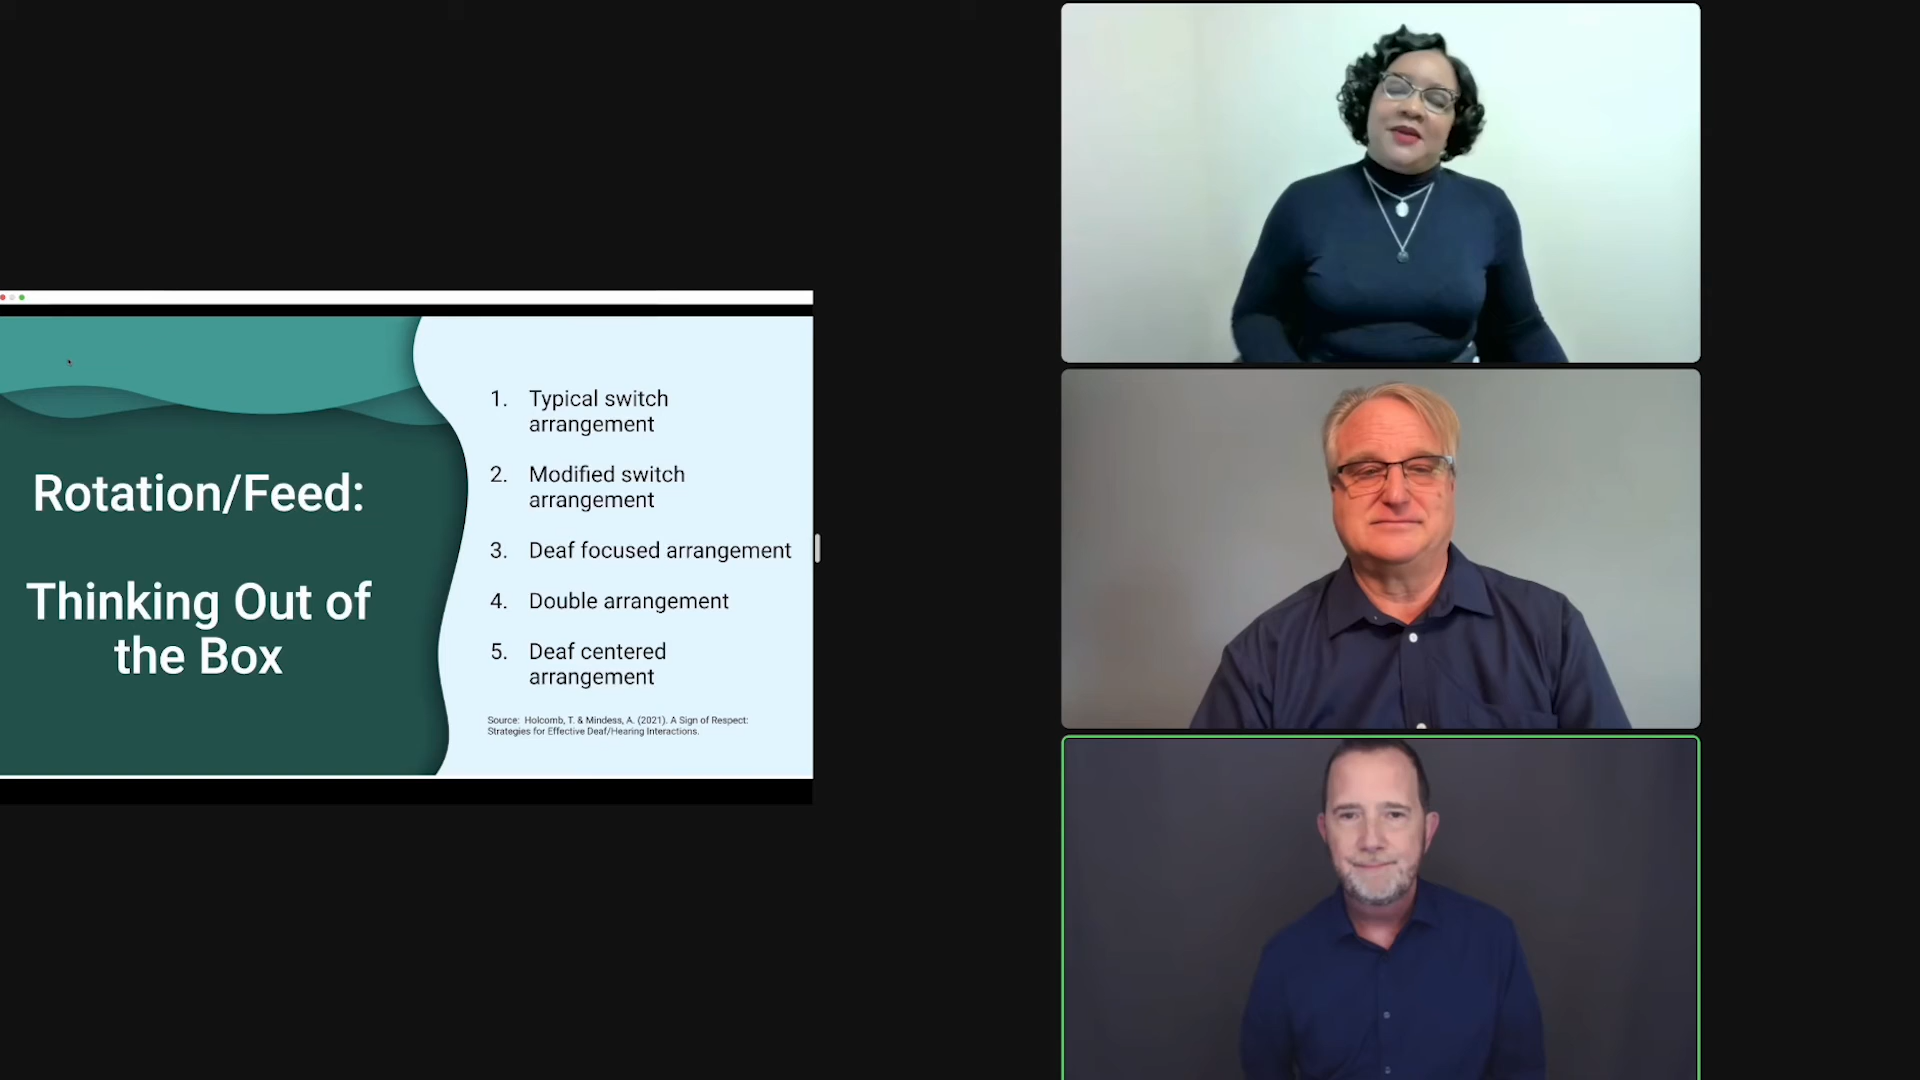 Rotation/Feed:
Thinking Out of
the Box
1. Typical switch
arrangement
2. Modified switch
arrangement
3. Deaf focused arrangement
4. Double arrangement
5. Deaf centered
arrangement
Source: Holcomb, T. & Mindess, A. (2021). A Sign of Respect:
Strategies for Effective Deaf/Hearing Interactions.